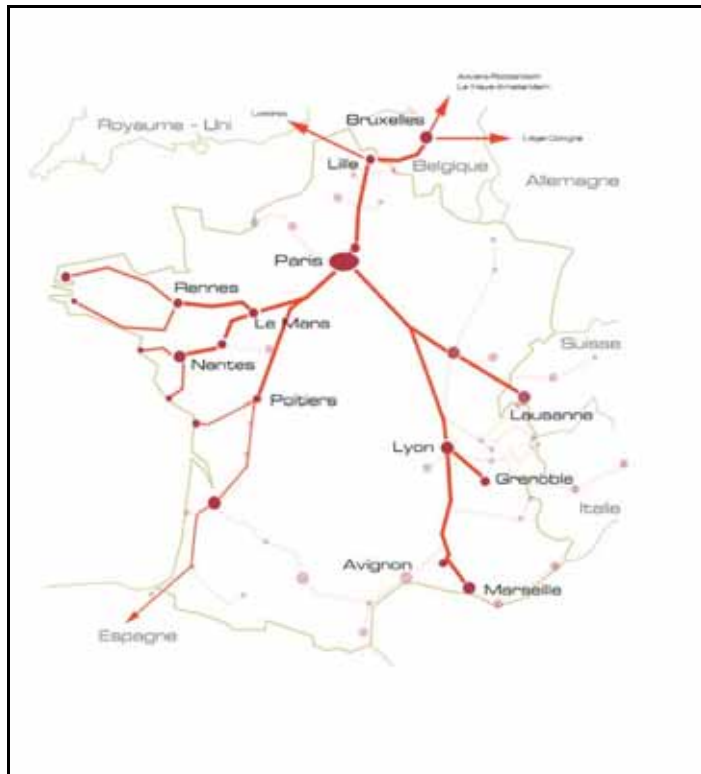 Royaume - Uni
Londres
Bruxelles
Lille
Belgique
Allemagne
Paris
Rennes
Le Mans
Nantes
Poitiers
Suisse
Lausanne
Lyon
Grenoble
Italie
Avignon
Marseille
Espagne